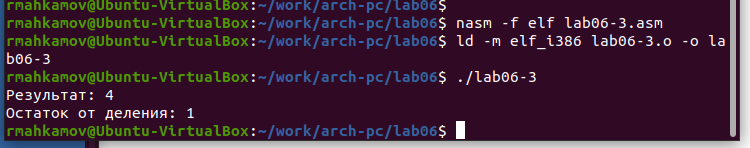 rmahkamov@Ubuntu-VirtualBox:~/work/arch-pc/lab06$
rmahkamov@Ubuntu-VirtualBox:~/work/arch-pc/lab06$ nasm -f elf lab06-3.asm
rmahkamov@Ubuntu-VirtualBox:~/work/arch-pc/lab06$ ld -m elf_i386 lab06-3.o -o la
b06-3
rmahkamov@Ubuntu-VirtualBox:~/work/arch-pc/lab06$ ./lab06-3
Результат: 4
Остаток от деления: 1
rmahkamov@Ubuntu-VirtualBox:~/work/arch-pc/lab06$